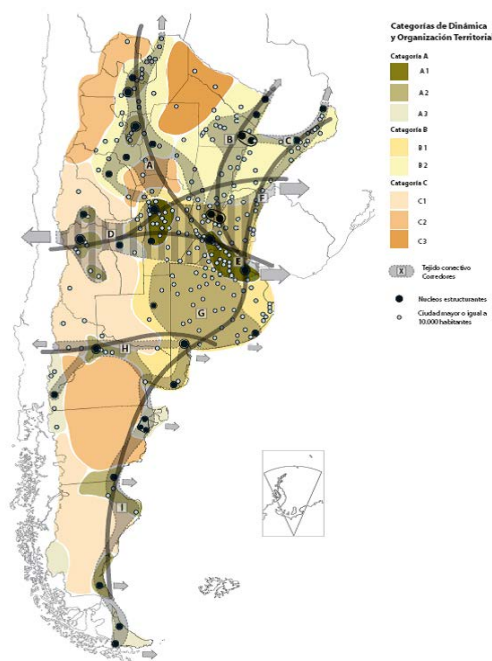 Categorías de Dinámica
y Organización Territorial
Categoría A
A 1
A 2
A 3
Categoría B
B 1
B 2
Categoría C
C1
C2
C3
X
Tejido conectivo
Corredores
Nucleos estructurantes
Ciudad mayor o igual a
10.000 habitantes
A
B
C
D
F
E
G
H
I